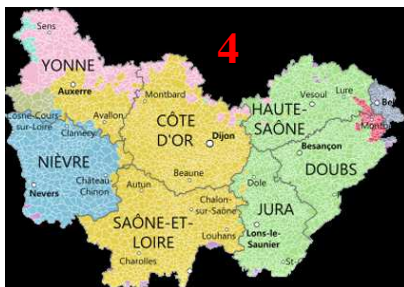 4
Sens
YONNE
Auxerre
Montbard
Lure
Vesoul
HAUTE-
SAÔNE
Bel
Montb
Cosne-Cours-
sur-Loire
Avallon
Clamecy
CÔTE
D'OR
Dijon
Besançon
DOUBS
NIÈVRE
Nevers
Château
Chinon
Autun
Beaune
Dole
JURA
Chalon-
sur-Saône
SAÔNE-ET-
LOIRE
Louhans
Lons-le-
Saunier
Charolles
St-